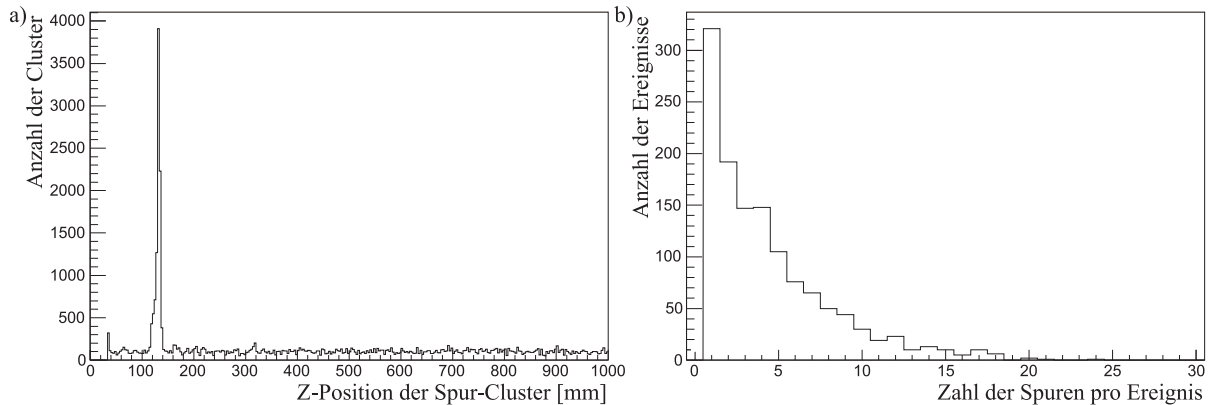 a)
Anzahl der Cluster
4000
3500
3000
2500
2000
1500
1000
500
0
0 100 200 300 400 500 600 700 800 900 1000
Z-Position der Spur-Cluster [mm]
b)
Anzahl der Ereignisse
300
250
200
150
100
50
0
0 5 10 15 20 25 30
Zahl der Spuren pro Ereignis